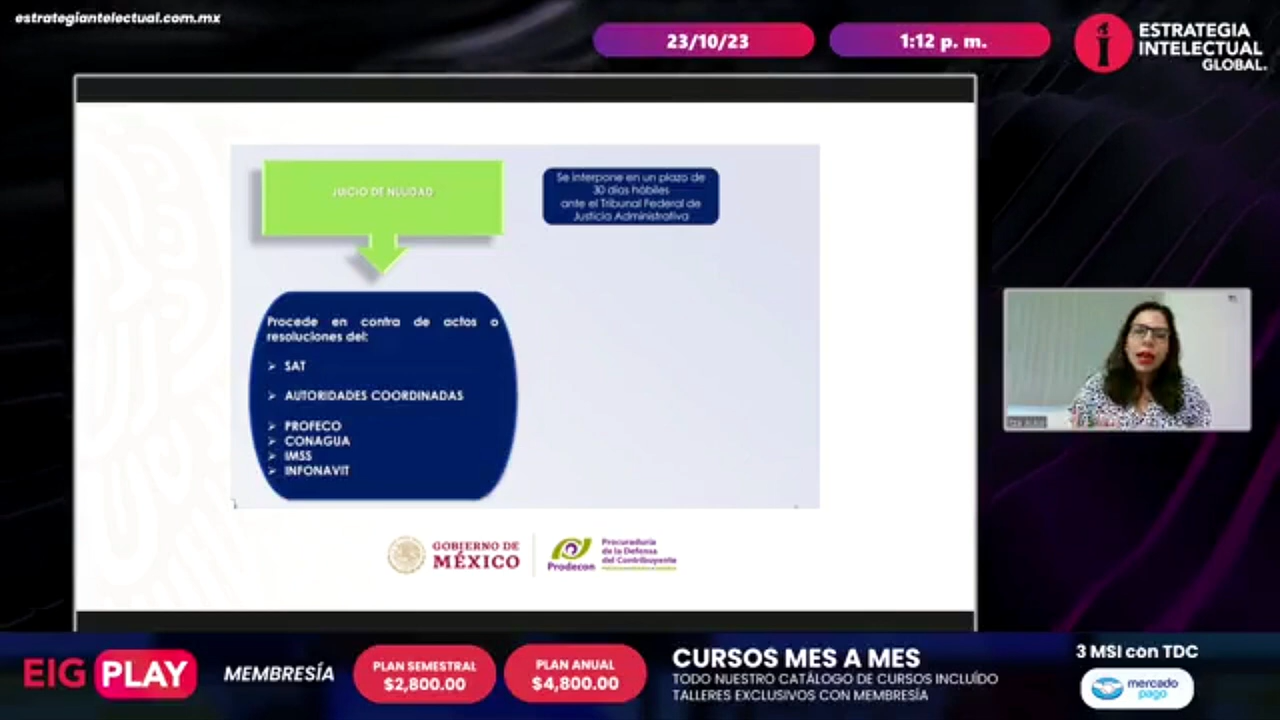 estrategiantelectual.com.mx
23/10/23
1:12 p. m.
ESTRATEGIA
INTELECTUAL
GLOBAL.
JUICIO DE NULIDAD
Se interpone en un plazo de
30 días hábiles
ante el Tribunal Federal de
Justicia Administrativa
Procede en contra de actos o
resoluciones del:
➢ SAT
➢ AUTORIDADES COORDINADAS
➢ PROFECO
➢ CONAGUA
➢ IMSS
➢ INFONAVIT
GOBIERNO DE
MÉXICO
Prodecon
Procuraduría
de la Defensa
del Contribuyente
EIG PLAY
MEMBRESÍA
PLAN SEMESTRAL
$2,800.00
PLAN ANUAL
$4,800.00
CURSOS MES A MES
TODO NUESTRO CATÁLOGO DE CURSOS INCLUÍDO
TALLERES EXCLUSIVOS CON MEMBRESÍA
3 MSI con TDC
mercado
pago